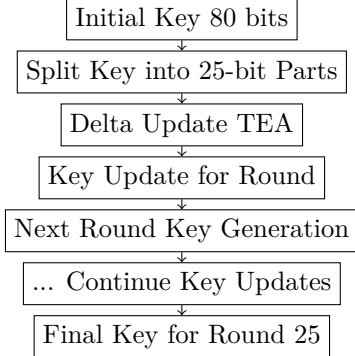 Initial Key 80 bits
Split Key into 25-bit Parts
Delta Update TEA
Key Update for Round
Next Round Key Generation
... Continue Key Updates
Final Key for Round 25